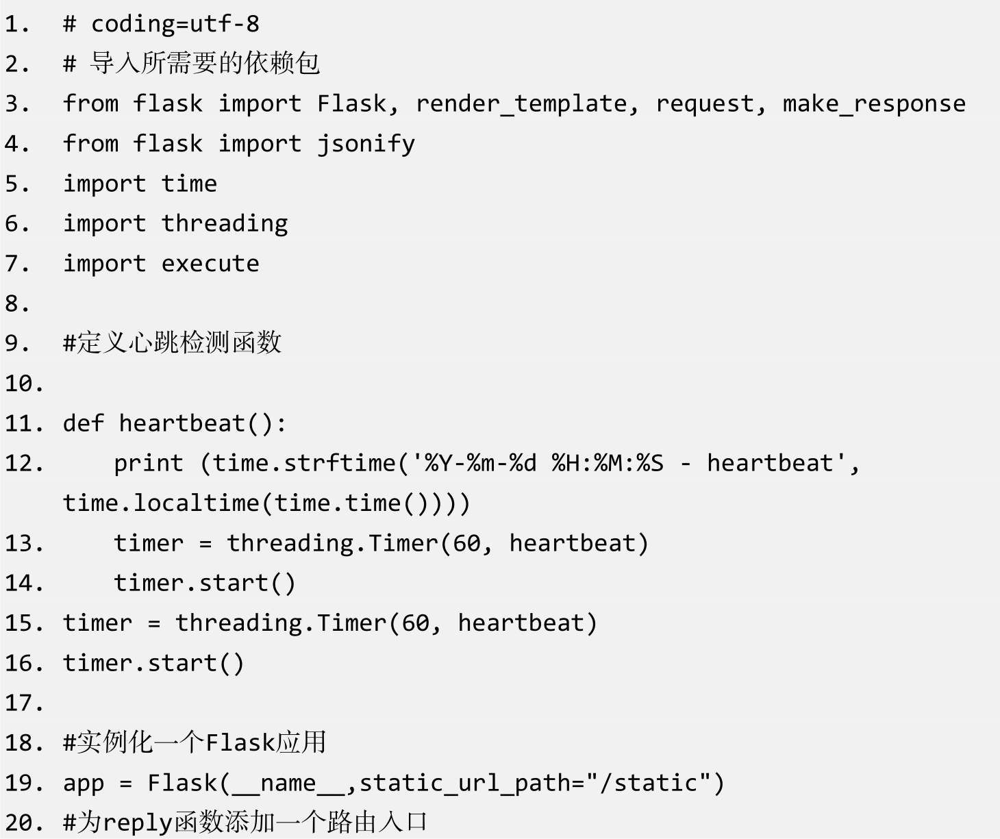 1. # coding=utf-8
2. # 导入所需要的依赖包
3. from flask import Flask, render_template, request, make_response
4. from flask import jsonify
5. import time
6. import threading
7. import execute
8.
9. #定义心跳检测函数
10.
11. def heartbeat():
12.     print (time.strftime('%Y-%m-%d %H:%M:%S - heartbeat',
time.localtime(time.time())))
13.     timer = threading.Timer(60, heartbeat)
14.     timer.start()
15. timer = threading.Timer(60, heartbeat)
16. timer.start()
17.
18. #实例化一个Flask应用
19. app = Flask(__name__,static_url_path="/static")
20. #为reply函数添加一个路由入口